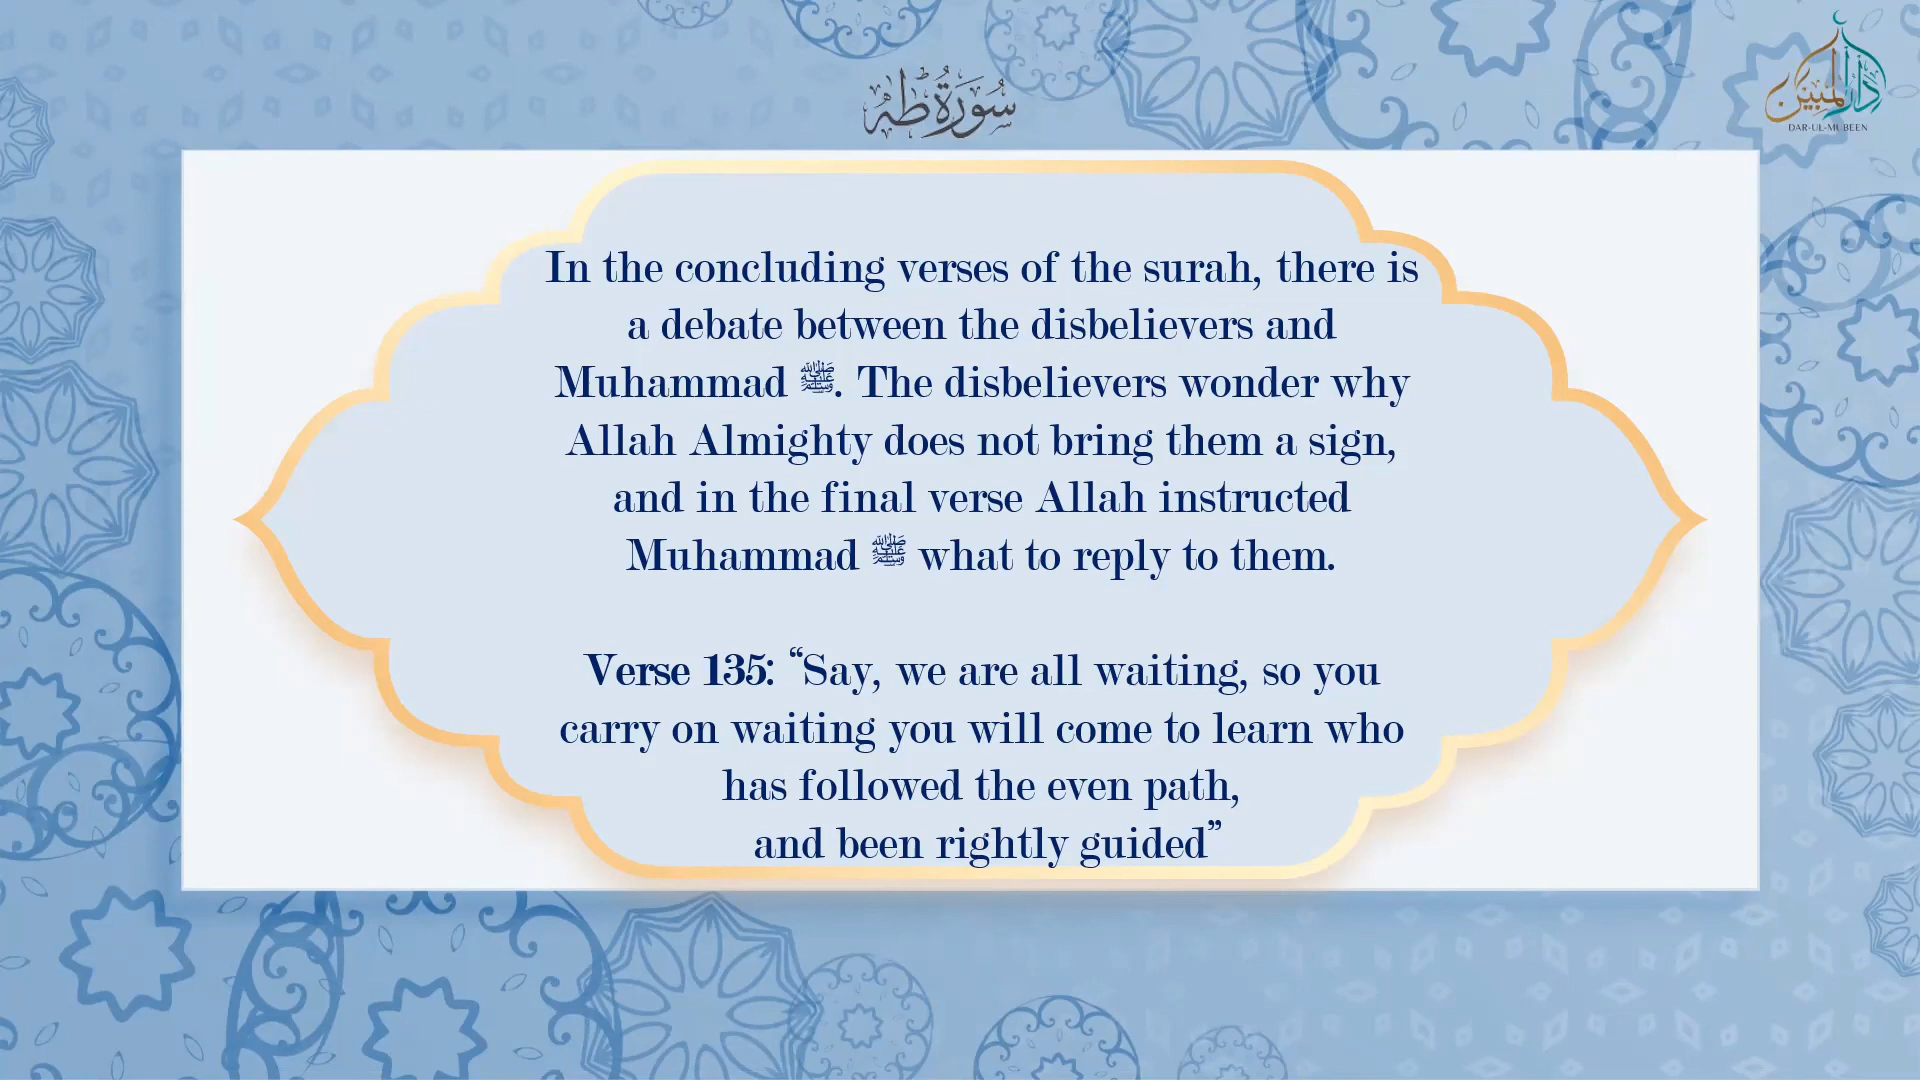 سُورَةُ طه
دار المبين
DAR-UL-MUBEEN
In the concluding verses of the surah, there is
a debate between the disbelievers and
Muhammad ﷺ. The disbelievers wonder why
Allah Almighty does not bring them a sign,
and in the final verse Allah instructed
Muhammad ﷺ what to reply to them.
Verse 135: “Say, we are all waiting, so you
carry on waiting you will come to learn who
has followed the even path,
and been rightly guided”